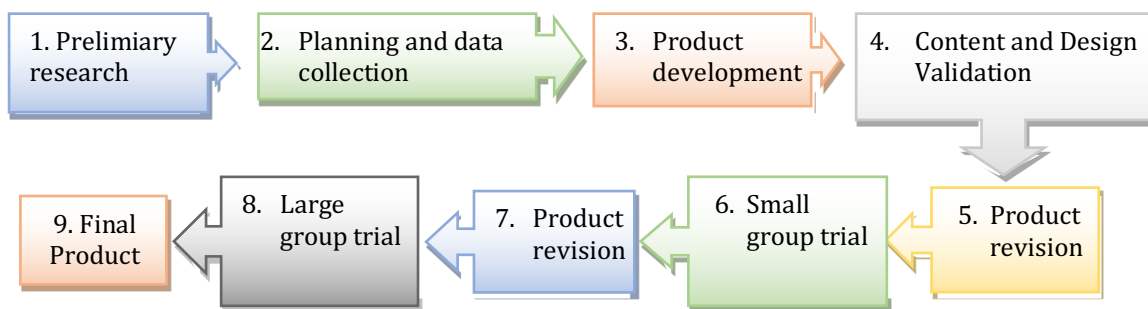 1. Prelimiary
research
2. Planning and data
collection
3. Product
development
4. Content and Design
Validation
5. Product
revision
6. Small
group trial
7. Product
revision
8. Large
group trial
9. Final
Product